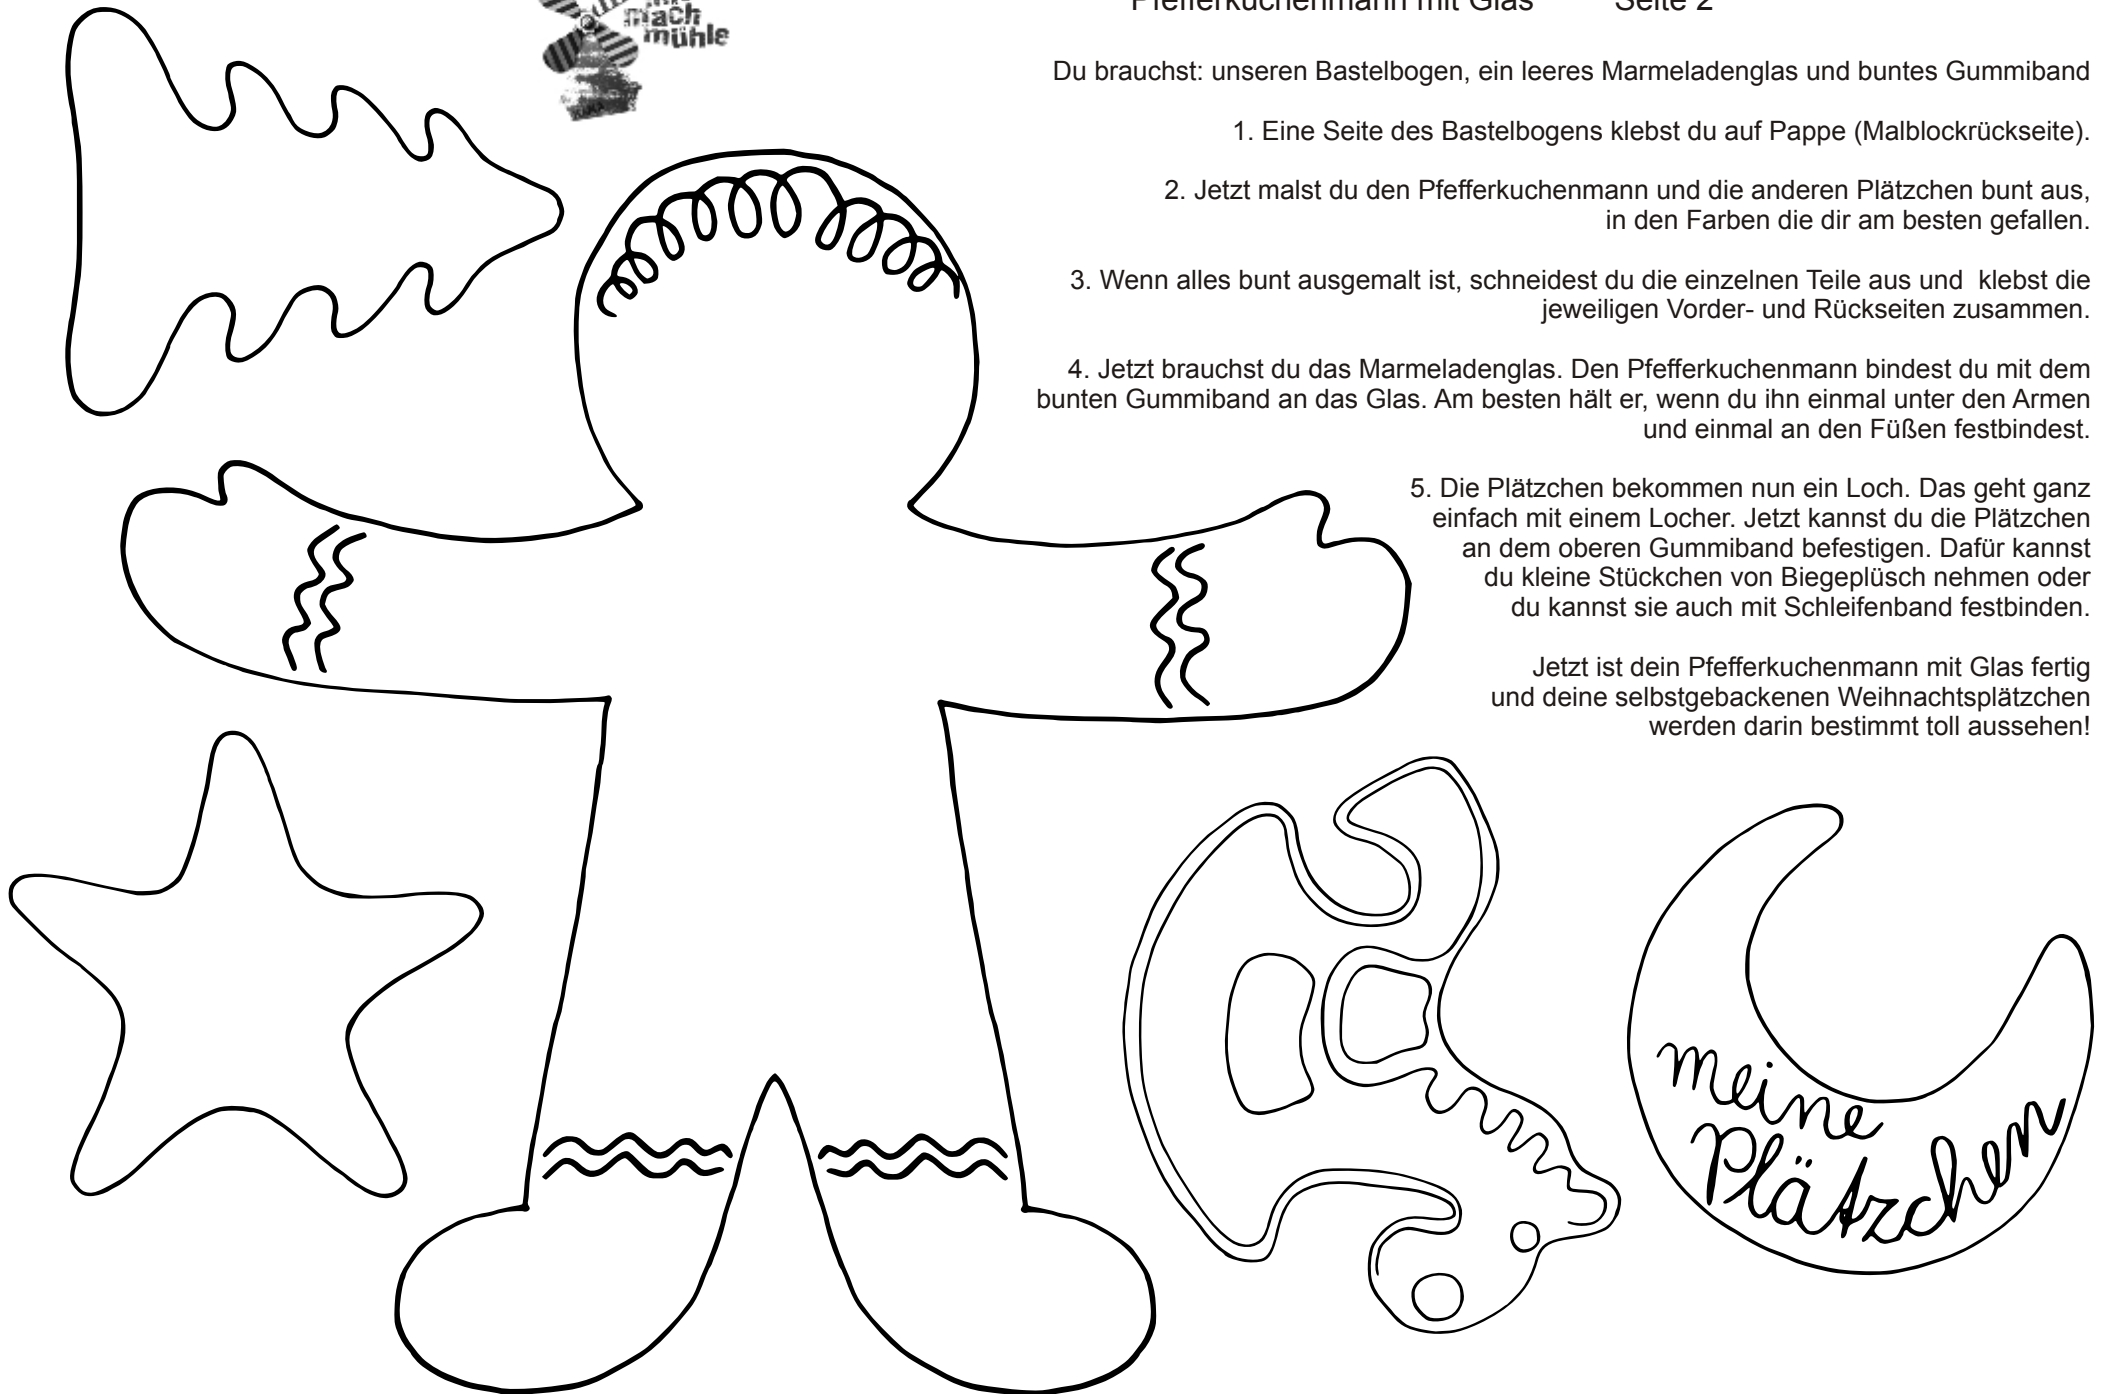 mach
mühle
Pfefferkuchenmann mit Glas Seite 2
Du brauchst: unseren Bastelbogen, ein leeres Marmeladenglas und buntes Gummiband
1. Eine Seite des Bastelbogens klebst du auf Pappe (Malblockrückseite).
2. Jetzt malst du den Pfefferkuchenmann und die anderen Plätzchen bunt aus,
in den Farben die dir am besten gefallen.
3. Wenn alles bunt ausgemalt ist, schneidest du die einzelnen Teile aus und klebst die
jeweiligen Vorder- und Rückseiten zusammen.
4. Jetzt brauchst du das Marmeladenglas. Den Pfefferkuchenmann bindest du mit dem
bunten Gummiband an das Glas. Am besten hält er, wenn du ihn einmal unter den Armen
und einmal an den Füßen festbindest.
5. Die Plätzchen bekommen nun ein Loch. Das geht ganz
einfach mit einem Locher. Jetzt kannst du die Plätzchen
an dem oberen Gummiband befestigen. Dafür kannst
du kleine Stückchen von Biegeplüsch nehmen oder
du kannst sie auch mit Schleifenband festbinden.
Jetzt ist dein Pfefferkuchenmann mit Glas fertig
und deine selbstgebackenen Weihnachtsplätzchen
werden darin bestimmt toll aussehen!
meine
Plätzchen